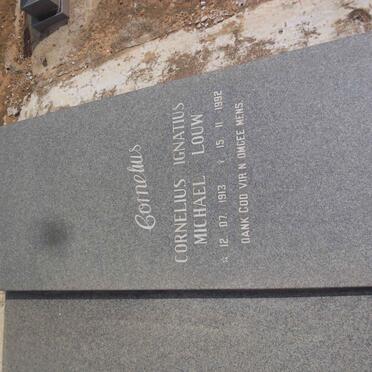 Cornelius
CORNELIUS IGNATIUS
MICHAEL LOUW
☆ 12. 07. 1913 ✝ 15. 11. 1992
DANK GOD VIR 'N OMGEE MENS.